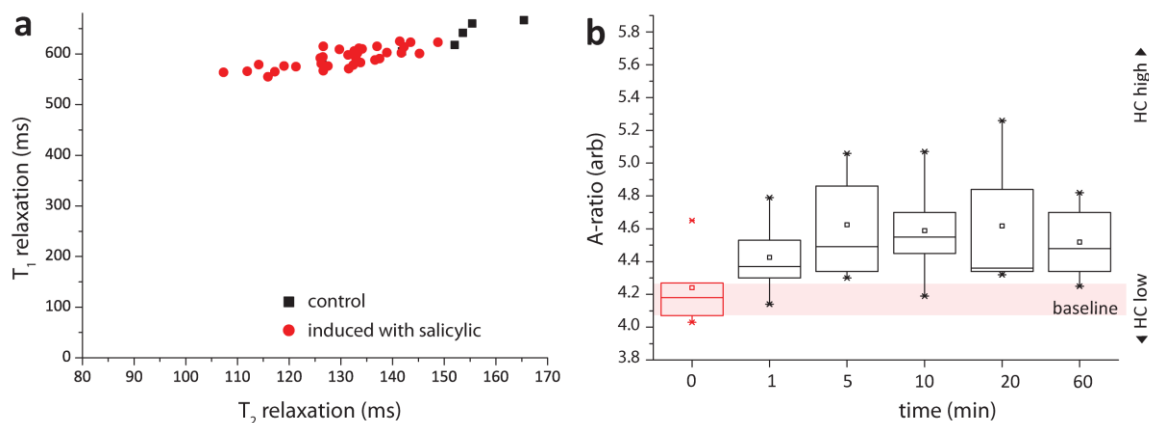 a
T1 relaxation (ms)
700
600
500
400
300
200
100
0
control
induced with salicylic
80 90 100 110 120 130 140 150 160 170
T2 relaxation (ms)
b
A-ratio (arb)
5.8
5.6
5.4
5.2
5.0
4.8
4.6
4.4
4.2
4.0
3.8
baseline
HC high
HC low
0 1 5 10 20 60
time (min)